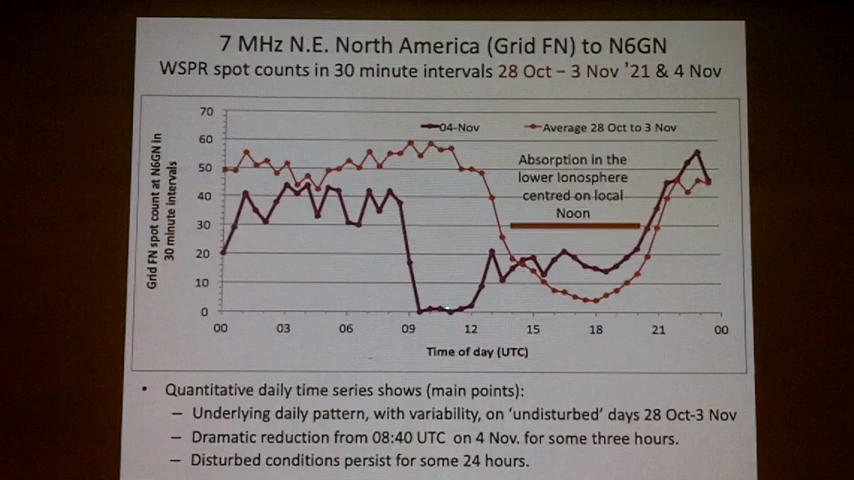 7 MHz N.E. North America (Grid FN) to N6GN
WSPR spot counts in 30 minute intervals 28 Oct – 3 Nov ’21 & 4 Nov
70
60
50
40
30
20
10
0
Grid FN spot count at N6GN in
30 minute intervals
04-Nov
Average 28 Oct to 3 Nov
Absorption in the
lower Ionosphere
centred on local
Noon
00 03 06 09 12 15 18 21 00
Time of day (UTC)
• Quantitative daily time series shows (main points):
– Underlying daily pattern, with variability, on ‘undisturbed’ days 28 Oct-3 Nov
– Dramatic reduction from 08:40 UTC on 4 Nov. for some three hours.
– Disturbed conditions persist for some 24 hours.